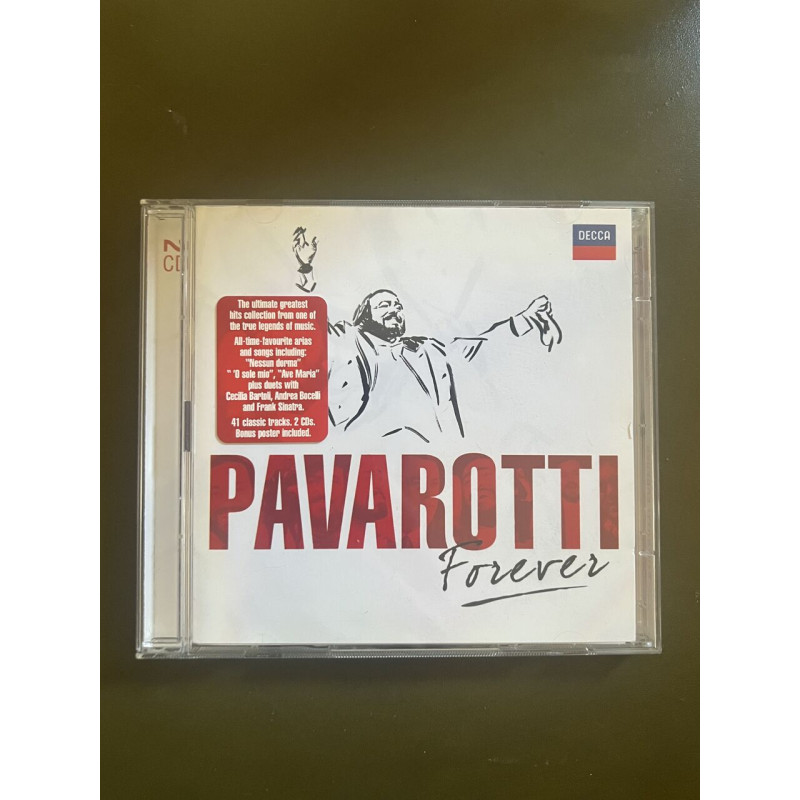 2
CD
DECCA
The ultimate greatest
hits collection from one of
the true legends of music.
All-time-favourite arias
and songs including:
"Nessun dorma"
" 'O sole mio", "Ave Maria"
plus duets with
Cecilia Bartoli, Andrea Bocelli
and Frank Sinatra.
41 classic tracks. 2 CDs.
Bonus poster included.
PAVAROTTI
Forever